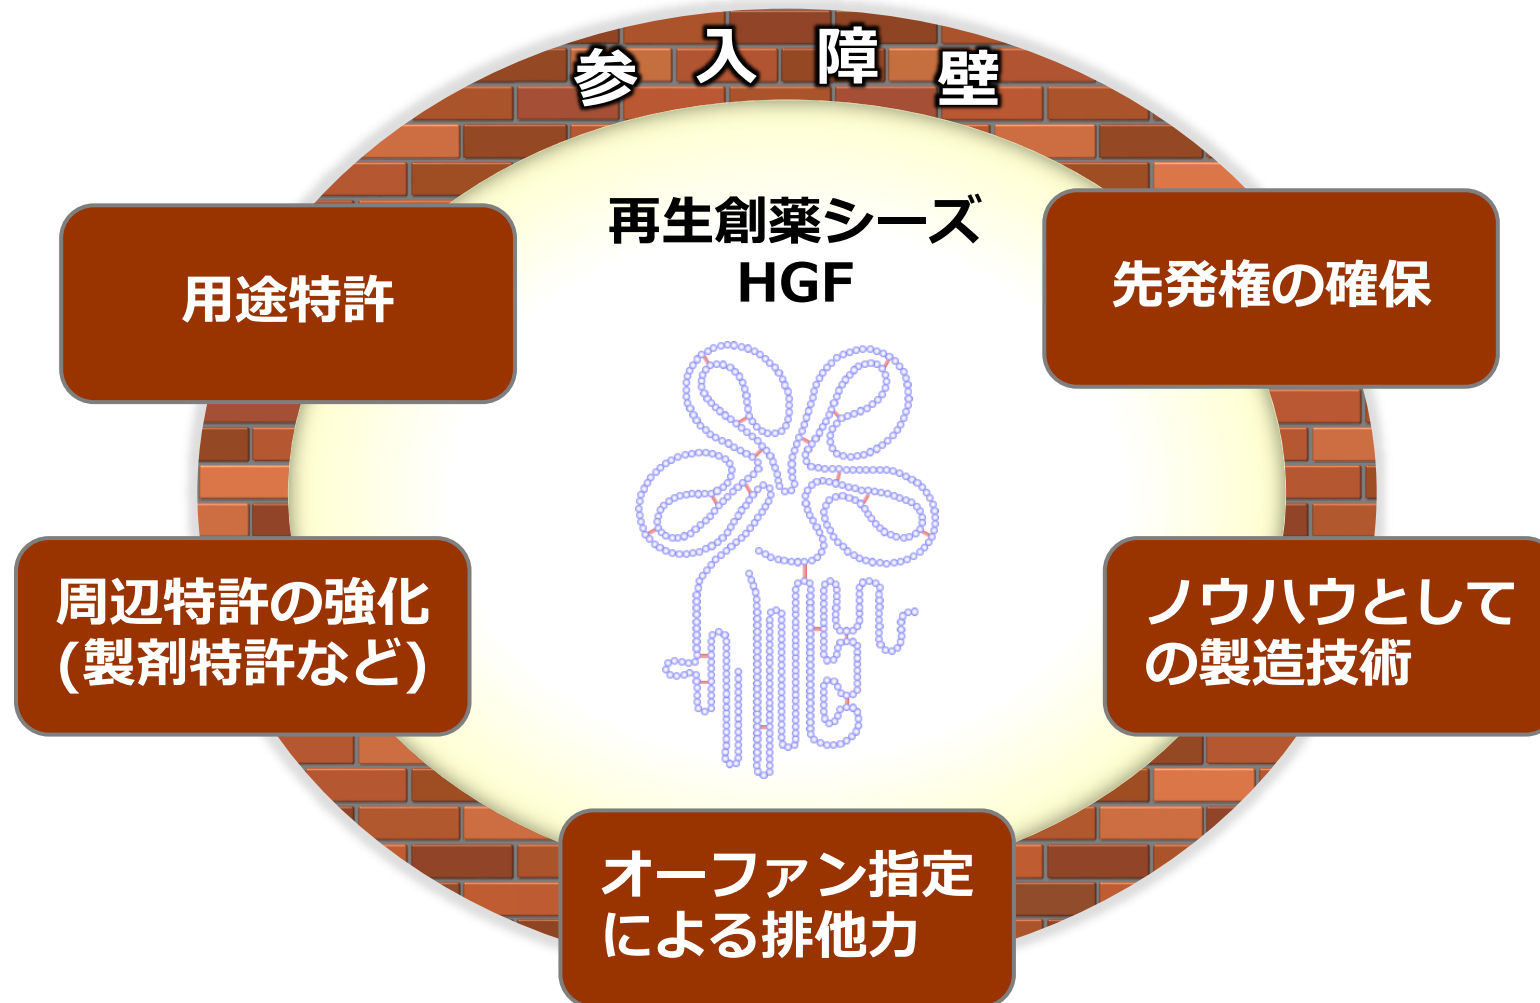 参入障壁
再生創薬シーズ
HGF
用途特許
先発権の確保
周辺特許の強化
(製剤特許など)
ノウハウとして
の製造技術
オーファン指定
による排他力